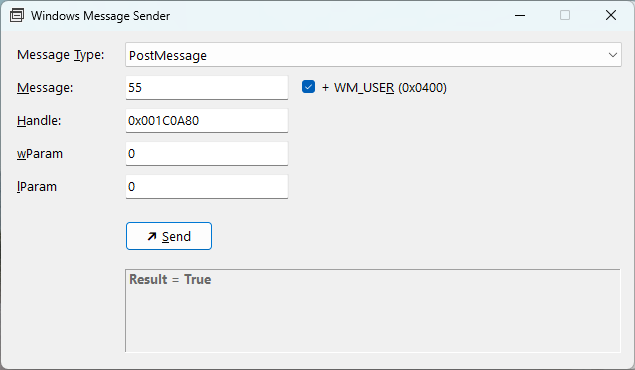 Windows Message Sender
Message Type: PostMessage
Message: 55 + WM_USER (0x0400)
Handle: 0x001C0A80
wParam 0
lParam 0
Send
Result = True